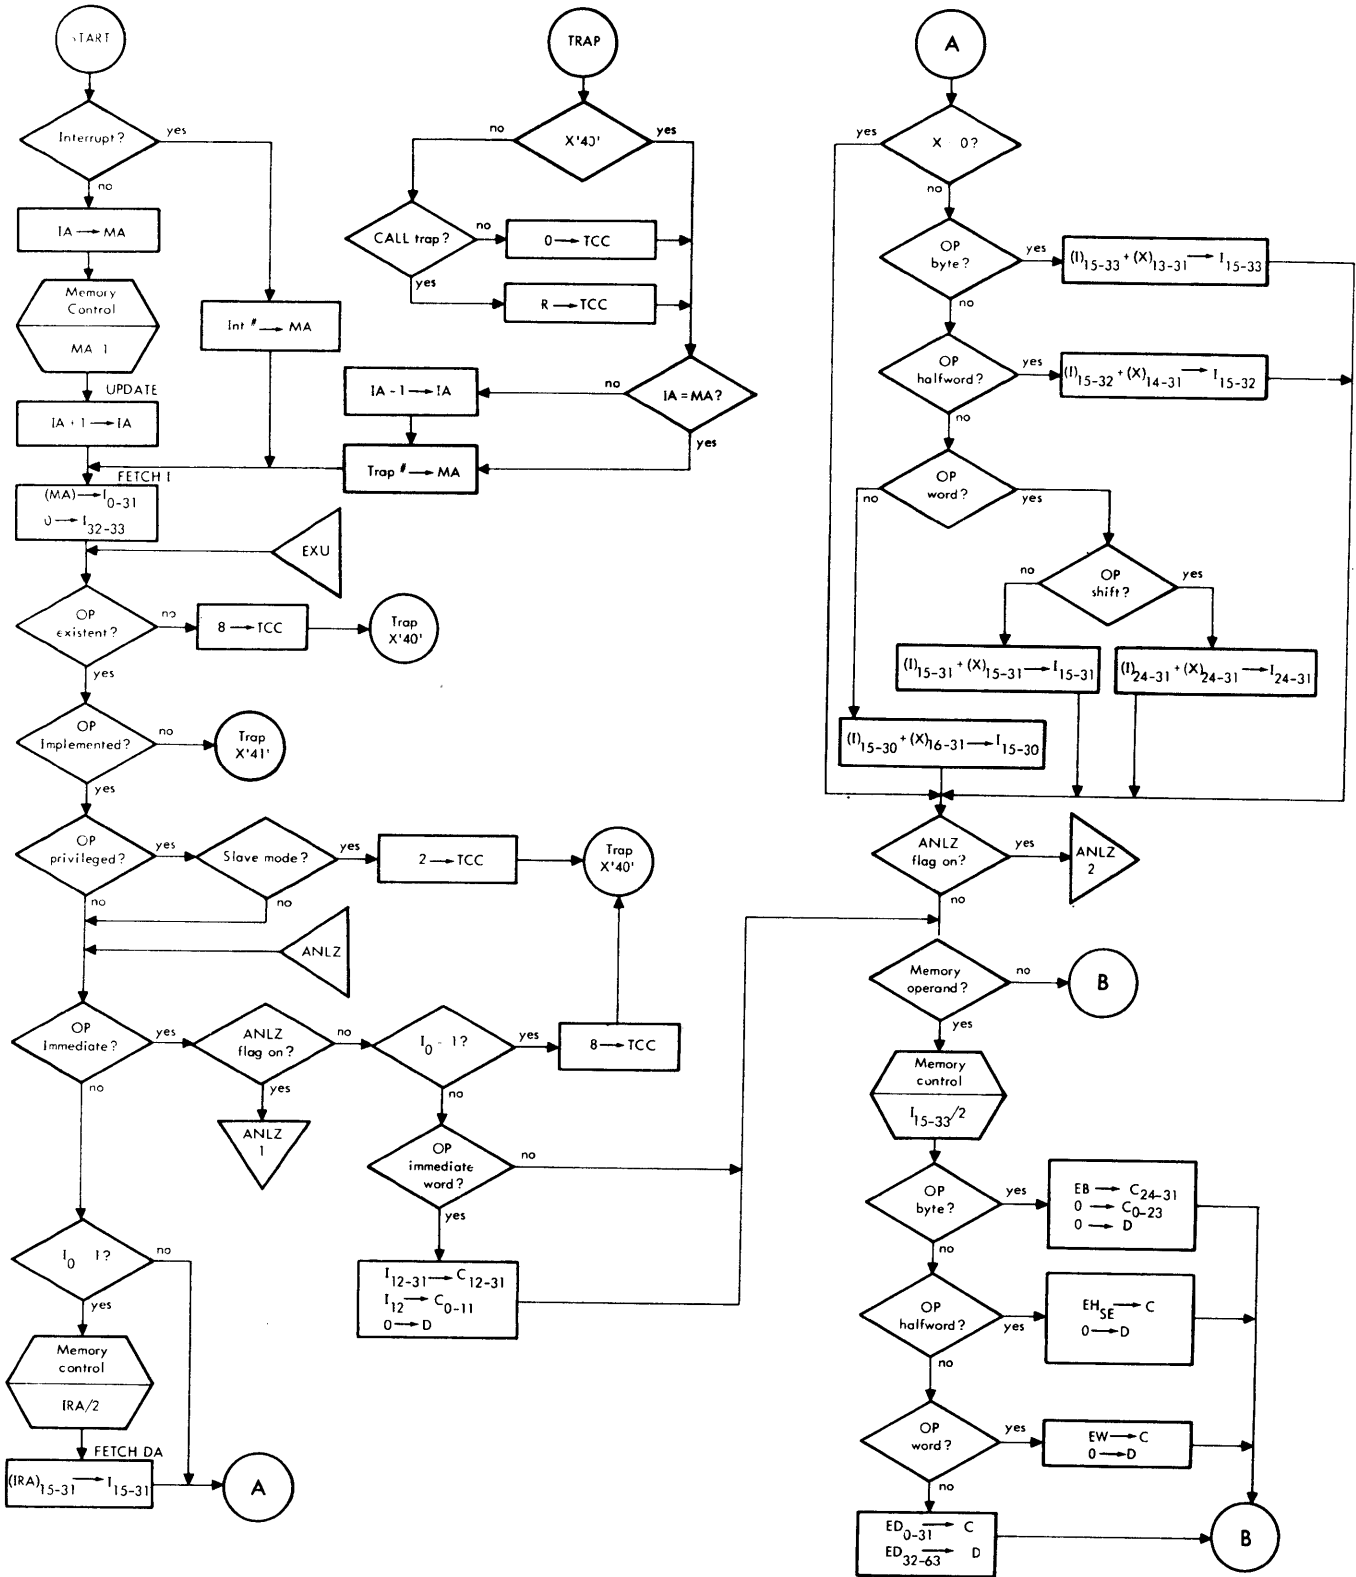 START
Interrupt?
yes
no
IA → MA
Memory
Control
MA 1
UPDATE
IA + 1 → IA
Int # → MA
FETCH I
(MA) → I0-31
0 → I32-33
EXU
OP
existent?
no
8 → TCC
Trap
X'40'
yes
OP
Implemented?
no
Trap
X'41'
yes
OP
privileged?
yes
Slave mode?
yes
2 → TCC
Trap
X'40'
no
no
ANLZ
OP
Immediate?
yes
ANLZ
flag on?
no
I0 - 1?
yes
8 → TCC
no
yes
ANLZ
1
no
OP
immediate
word?
no
yes
I12-31 → C12-31
I12 → C0-11
0 → D
I0 1?
no
yes
Memory
control
IRA/2
FETCH DA
(IRA)15-31 → I15-31
A
TRAP
X'40'
no
yes
CALL trap?
no
0 → TCC
yes
R → TCC
IA = MA?
no
IA - 1 → IA
yes
Trap # → MA
A
X 0?
yes
no
OP
byte?
yes
(I)15-33 + (X)13-31 → I15-33
no
OP
halfword?
yes
(I)15-32 + (X)14-31 → I15-32
no
OP
word?
no
yes
OP
shift?
no
yes
(I)15-31 + (X)15-31 → I15-31
(I)24-31 + (X)24-31 → I24-31
(I)15-30 + (X)16-31 → I15-30
ANLZ
flag on?
yes
ANLZ
2
no
Memory
operand?
no
B
yes
Memory
control
I15-33/2
OP
byte?
yes
EB → C24-31
0 → C0-23
0 → D
no
OP
halfword?
yes
EHSE → C
0 → D
no
OP
word?
yes
EW → C
0 → D
no
ED0-31 → C
ED32-63 → D
B